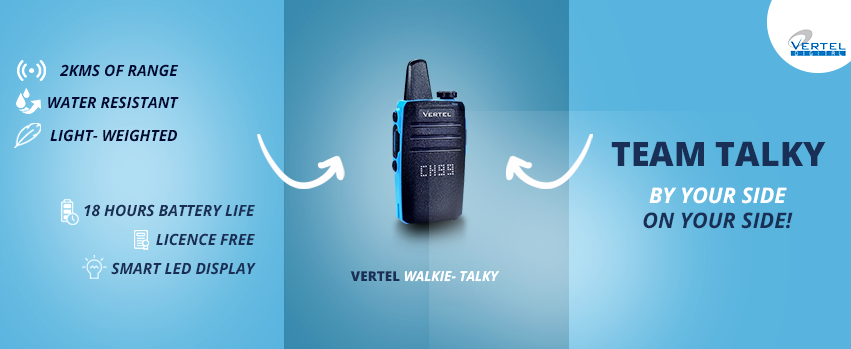 2KMS OF RANGE
WATER RESISTANT
LIGHT- WEIGHTED
18 HOURS BATTERY LIFE
LICENCE FREE
SMART LED DISPLAY
VERTEL
CH99
VERTEL WALKIE- TALKY
VERTEL
DIGITAL
TEAM TALKY
BY YOUR SIDE
ON YOUR SIDE!